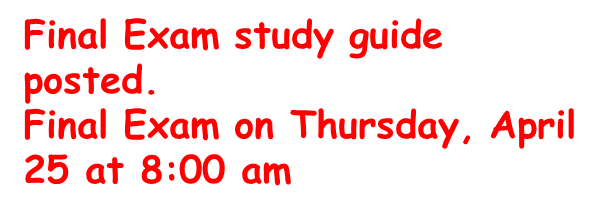 Final Exam study guide
posted.
Final Exam on Thursday, April
25 at 8:00 am